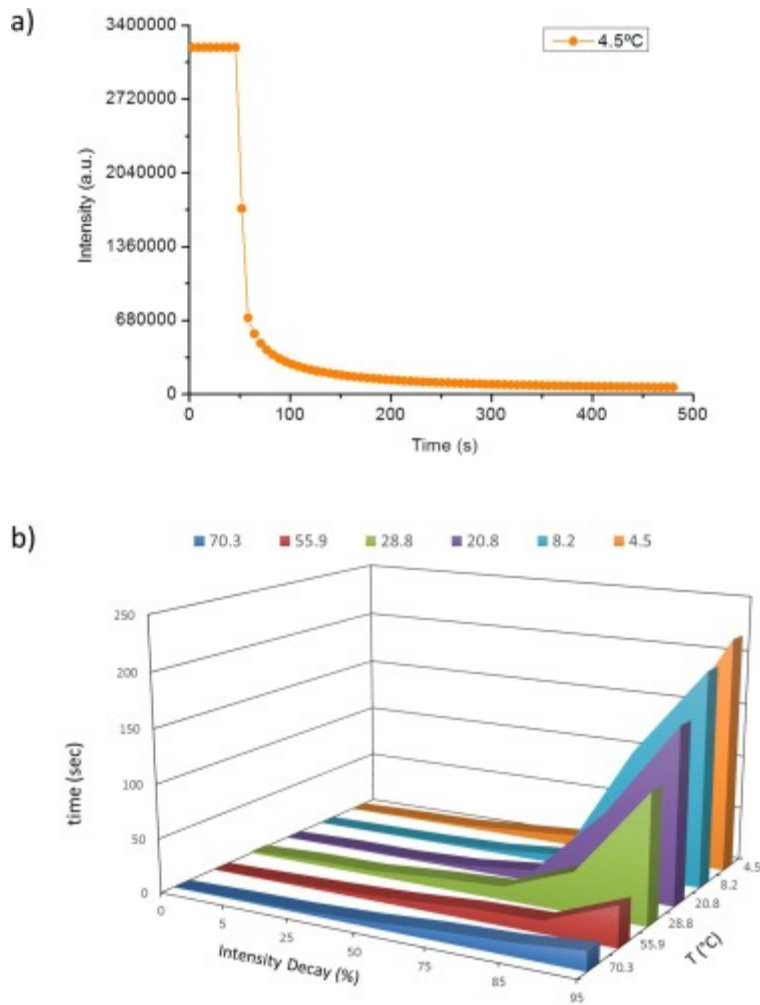 a)
3400000
4.5ºC
2720000
2040000
1360000
680000
0
Intensity (a.u.)
0 100 200 300 400 500
Time (s)
b)
70.3 55.9 28.8 20.8 8.2 4.5
250
200
150
100
50
0
time (sec)
0 5 25 50 75 85 95
Intensity Decay (%)
70.3 55.9 28.8 20.8 8.2 4.5
T (°C)